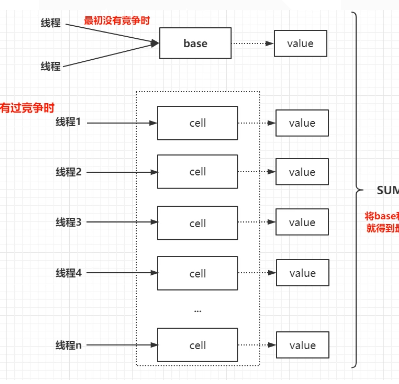 线程
最初没有竞争时
base
value
线程
有过竞争时
线程1
cell
value
线程2
cell
value
SUM
线程3
cell
value
将base和
就得到最
线程4
cell
value
...
线程n
cell
value